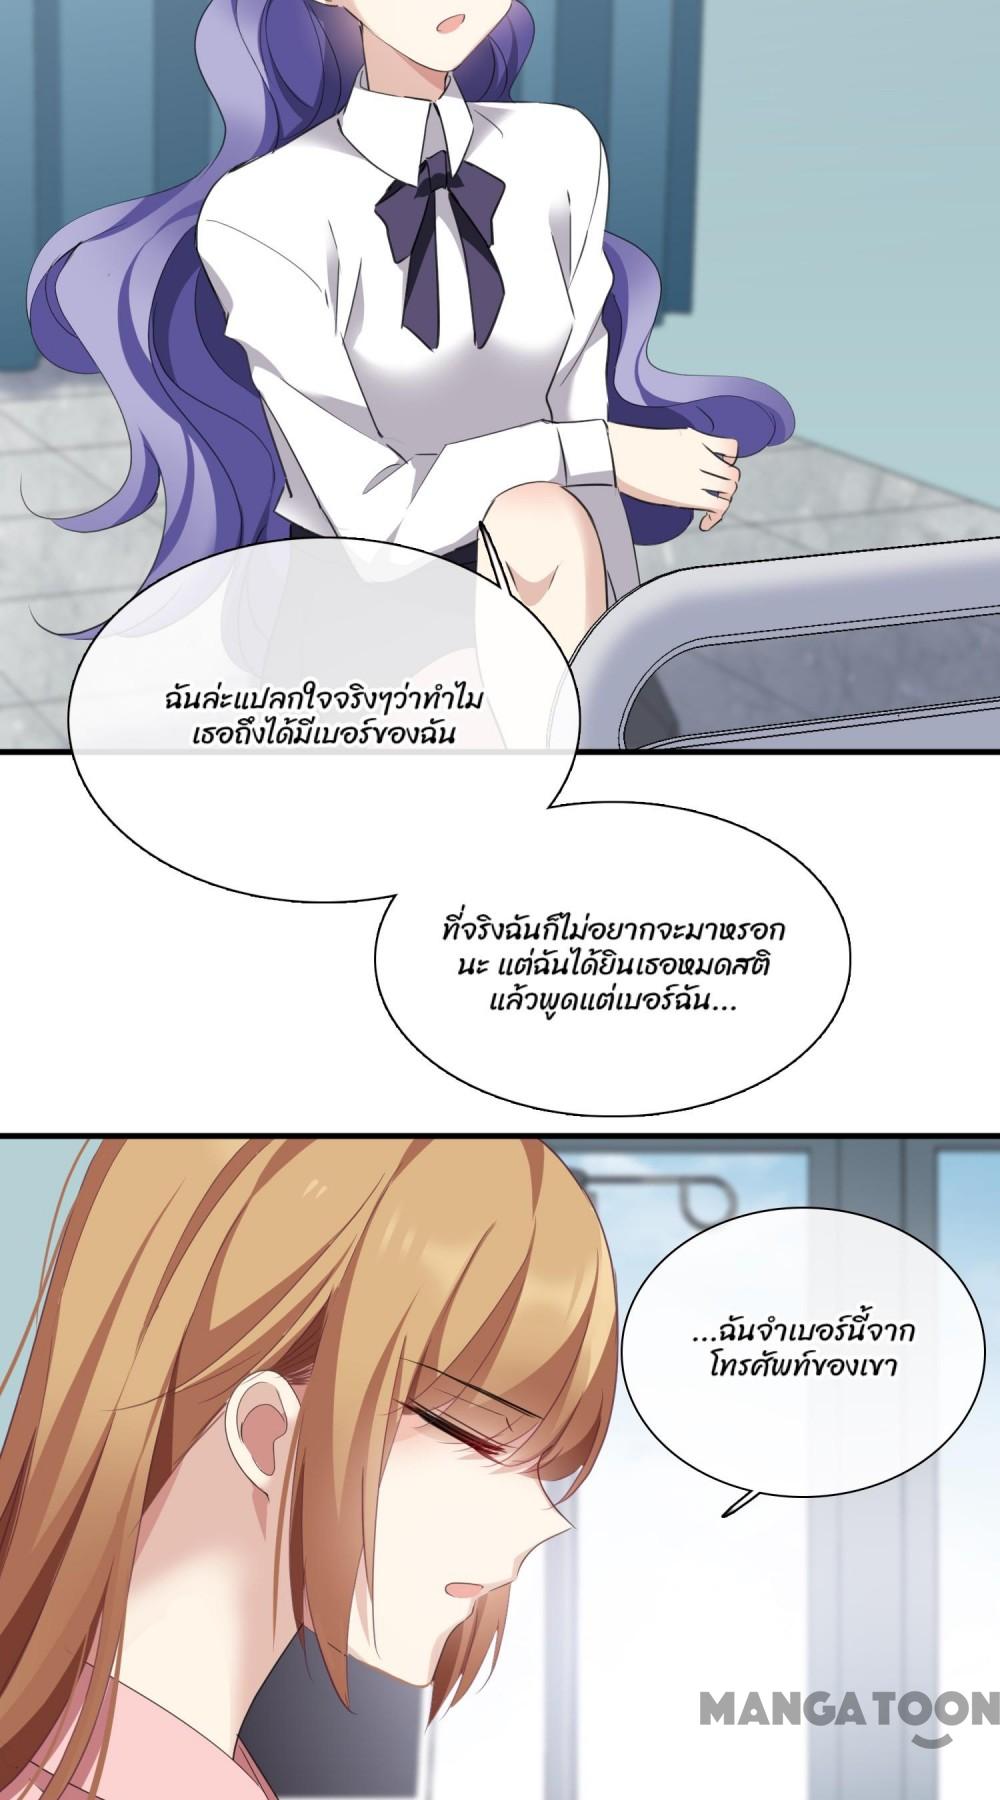 ฉันล่ะแปลกใจจริงๆว่าทำไม
เธอถึงได้มีเบอร์ของฉัน
ที่จริงฉันก็ไม่อยากจะมาหรอก
นะ แต่ฉันได้ยินเธอหมดสติ
แล้วพูดแต่เบอร์ฉัน...
...ฉันจำเบอร์นี้จาก
โทรศัพท์ของเขา
MANGATOON